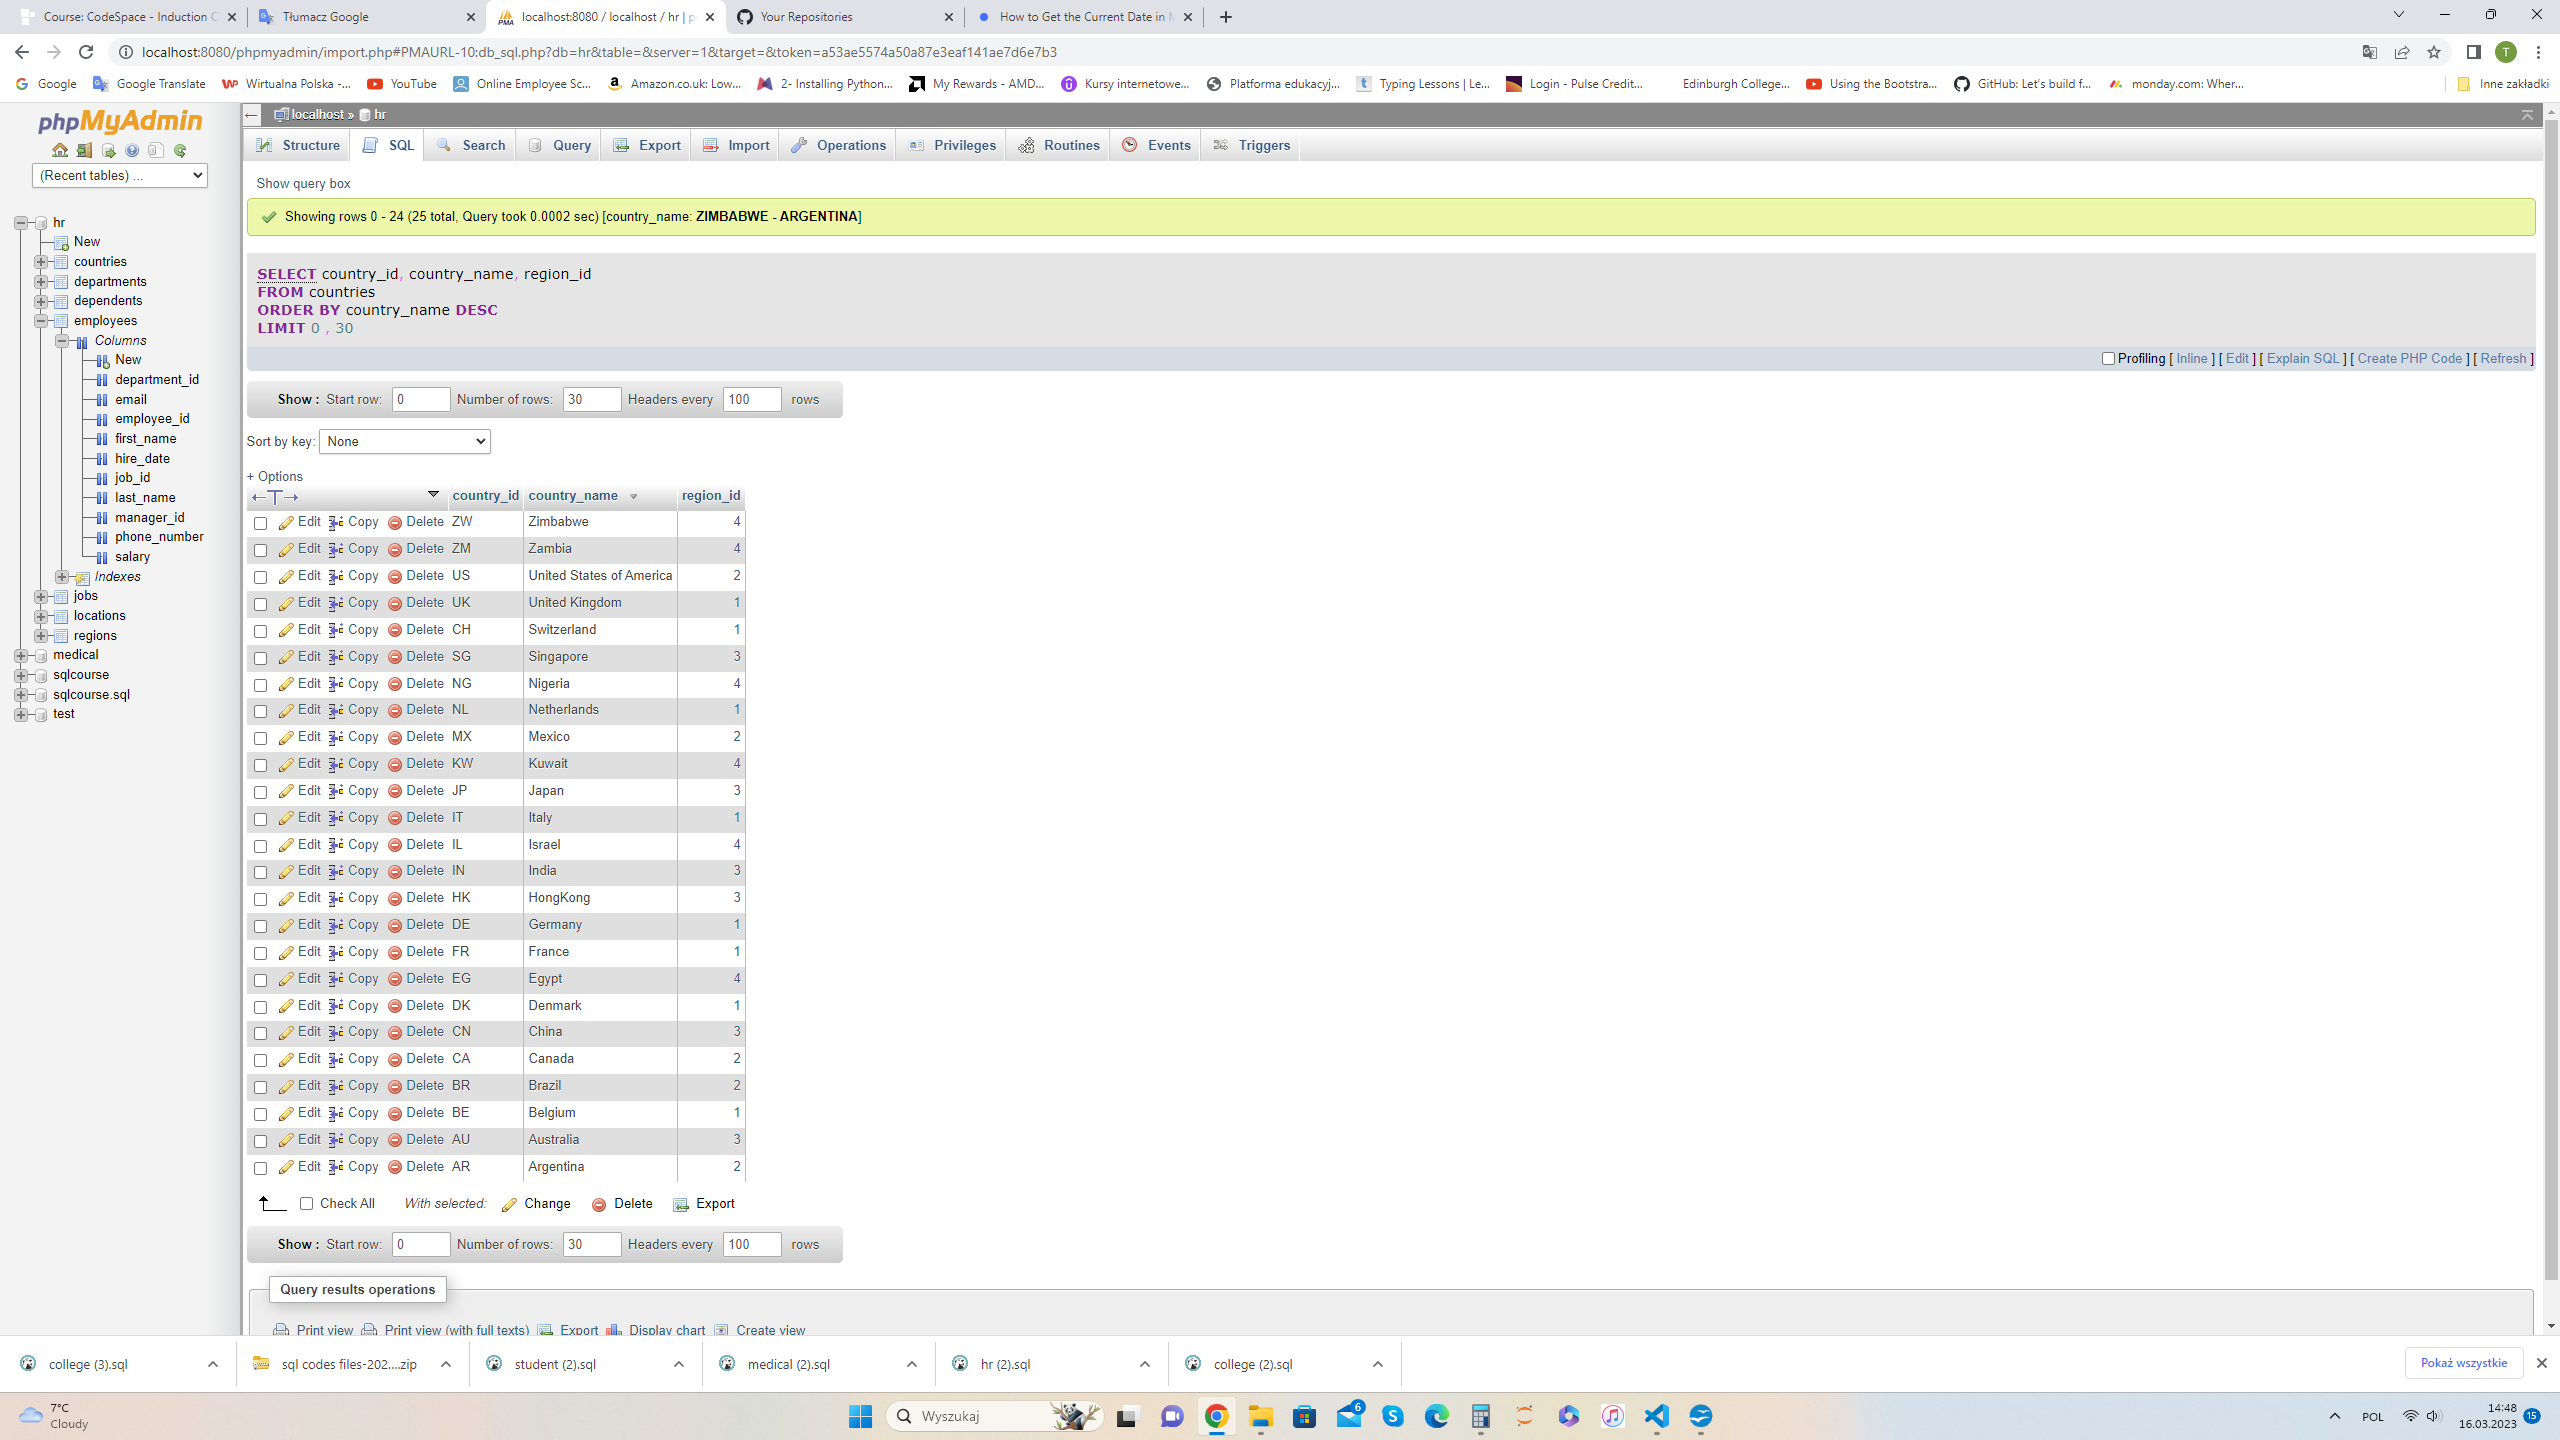 Course: CodeSpace - Induction C
Tłumacz Google
localhost:8080 / localhost / hr | p
Your Repositories
How to Get the Current Date in M
localhost:8080/phpmyadmin/import.php#PMAURL-10:db_sql.php?db=hr&table=&server=1&target=&token=a53ae5574a50a87e3eaf141ae7d6e7b3
T
Google
Google Translate
Wirtualna Polska -...
YouTube
Online Employee Sc...
Amazon.co.uk: Low...
2- Installing Python...
My Rewards - AMD...
Kursy internetowe...
Platforma edukacyj...
Typing Lessons | Le...
Login - Pulse Credit...
Edinburgh College...
Using the Bootstra...
GitHub: Let's build f...
monday.com: Wher...
Inne zakładki
phpMyAdmin
(Recent tables) ...
hr
New
countries
departments
dependents
employees
Columns
New
department_id
email
employee_id
first_name
hire_date
job_id
last_name
manager_id
phone_number
salary
Indexes
jobs
locations
regions
medical
sqlcourse
sqlcourse.sql
test
localhost » hr
Structure SQL Search Query Export Import Operations Privileges Routines Events Triggers
Show query box
Showing rows 0 - 24 (25 total, Query took 0.0002 sec) [country_name: ZIMBABWE - ARGENTINA]
SELECT country_id, country_name, region_id
FROM countries
ORDER BY country_name DESC
LIMIT 0 , 30
Profiling [ Inline ] [ Edit ] [ Explain SQL ] [ Create PHP Code ] [ Refresh ]
Show : Start row: 0 Number of rows: 30 Headers every 100 rows
Sort by key: None
+ Options
country_id country_name region_id
Edit Copy Delete ZW Zimbabwe 4
Edit Copy Delete ZM Zambia 4
Edit Copy Delete US United States of America 2
Edit Copy Delete UK United Kingdom 1
Edit Copy Delete CH Switzerland 1
Edit Copy Delete SG Singapore 3
Edit Copy Delete NG Nigeria 4
Edit Copy Delete NL Netherlands 1
Edit Copy Delete MX Mexico 2
Edit Copy Delete KW Kuwait 4
Edit Copy Delete JP Japan 3
Edit Copy Delete IT Italy 1
Edit Copy Delete IL Israel 4
Edit Copy Delete IN India 3
Edit Copy Delete HK HongKong 3
Edit Copy Delete DE Germany 1
Edit Copy Delete FR France 1
Edit Copy Delete EG Egypt 4
Edit Copy Delete DK Denmark 1
Edit Copy Delete CN China 3
Edit Copy Delete CA Canada 2
Edit Copy Delete BR Brazil 2
Edit Copy Delete BE Belgium 1
Edit Copy Delete AU Australia 3
Edit Copy Delete AR Argentina 2
Check All With selected: Change Delete Export
Show : Start row: 0 Number of rows: 30 Headers every 100 rows
Query results operations
Print view Print view (with full texts) Export Display chart Create view
college (3).sql
sql codes files-202....zip
student (2).sql
medical (2).sql
hr (2).sql
college (2).sql
Pokaż wszystkie
7°C
Cloudy
Wyszukaj
6
POL
14:48
16.03.2023
15